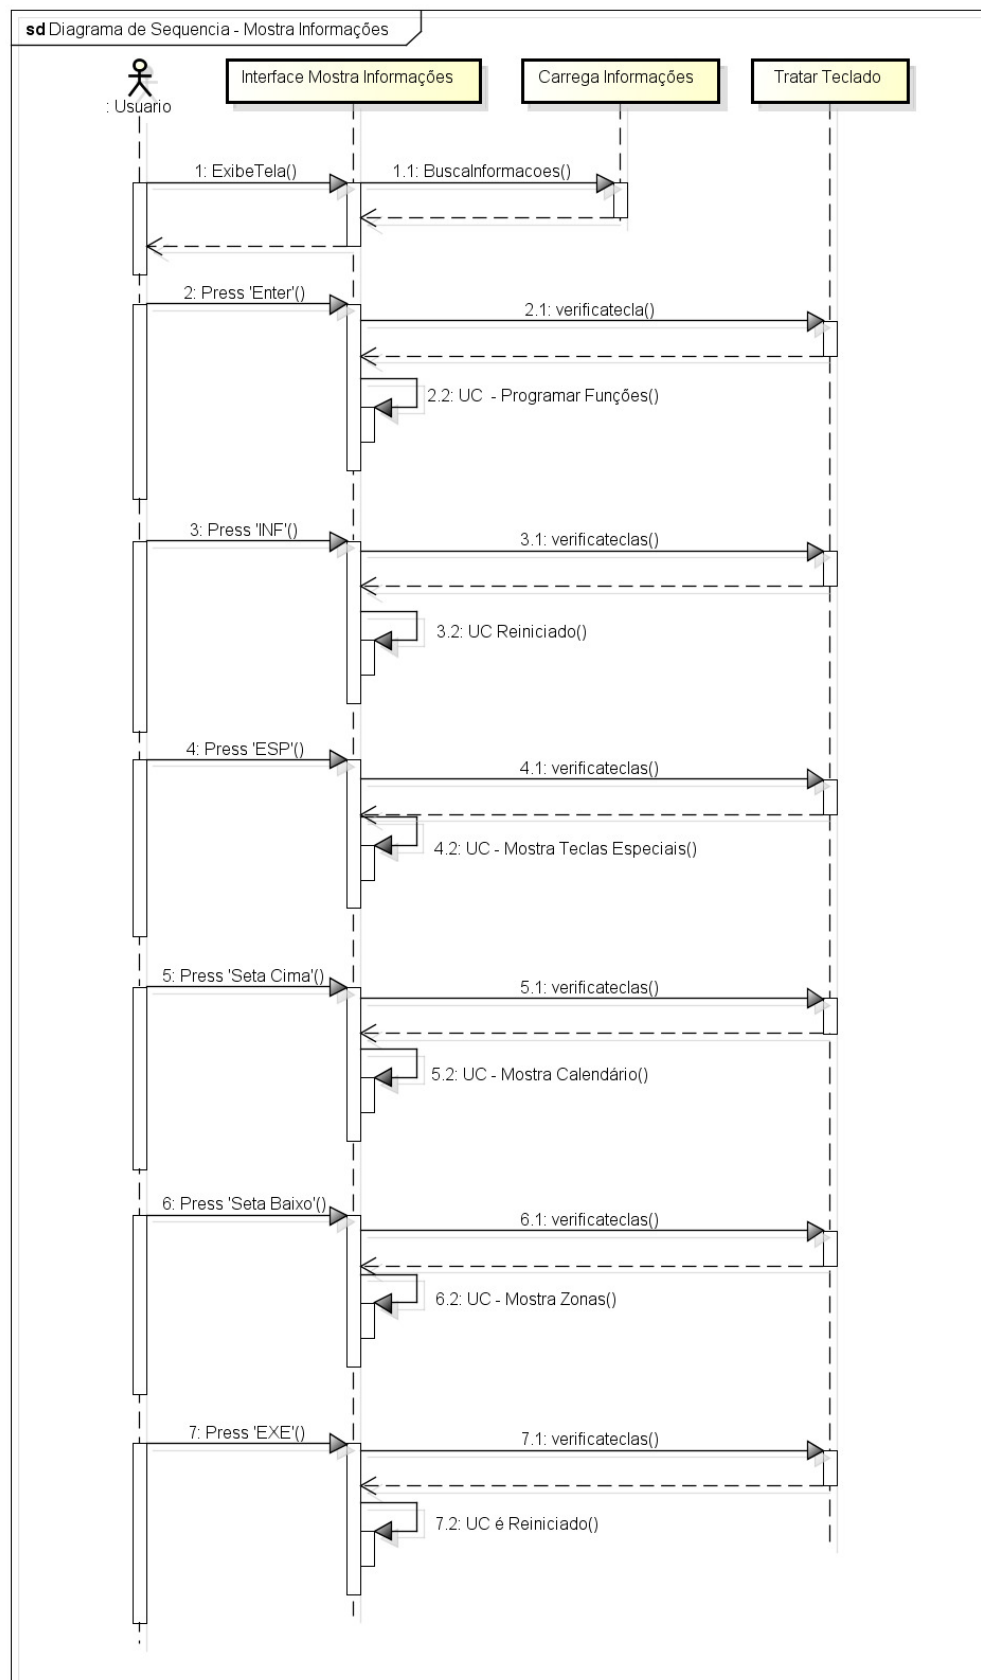 sd Diagrama de Sequencia - Mostra Informações
: Usuario
Interface Mostra Informações
Carrega Informações
Tratar Teclado
1: ExibeTela()
1.1: BuscaInformacoes()
2: Press 'Enter'()
2.1: verificatecla()
2.2: UC - Programar Funções()
3: Press 'INF'()
3.1: verificateclas()
3.2: UC Reiniciado()
4: Press 'ESP'()
4.1: verificateclas()
4.2: UC - Mostra Teclas Especiais()
5: Press 'Seta Cima'()
5.1: verificateclas()
5.2: UC - Mostra Calendário()
6: Press 'Seta Baixo'()
6.1: verificateclas()
6.2: UC - Mostra Zonas()
7: Press 'EXE'()
7.1: verificateclas()
7.2: UC é Reiniciado()